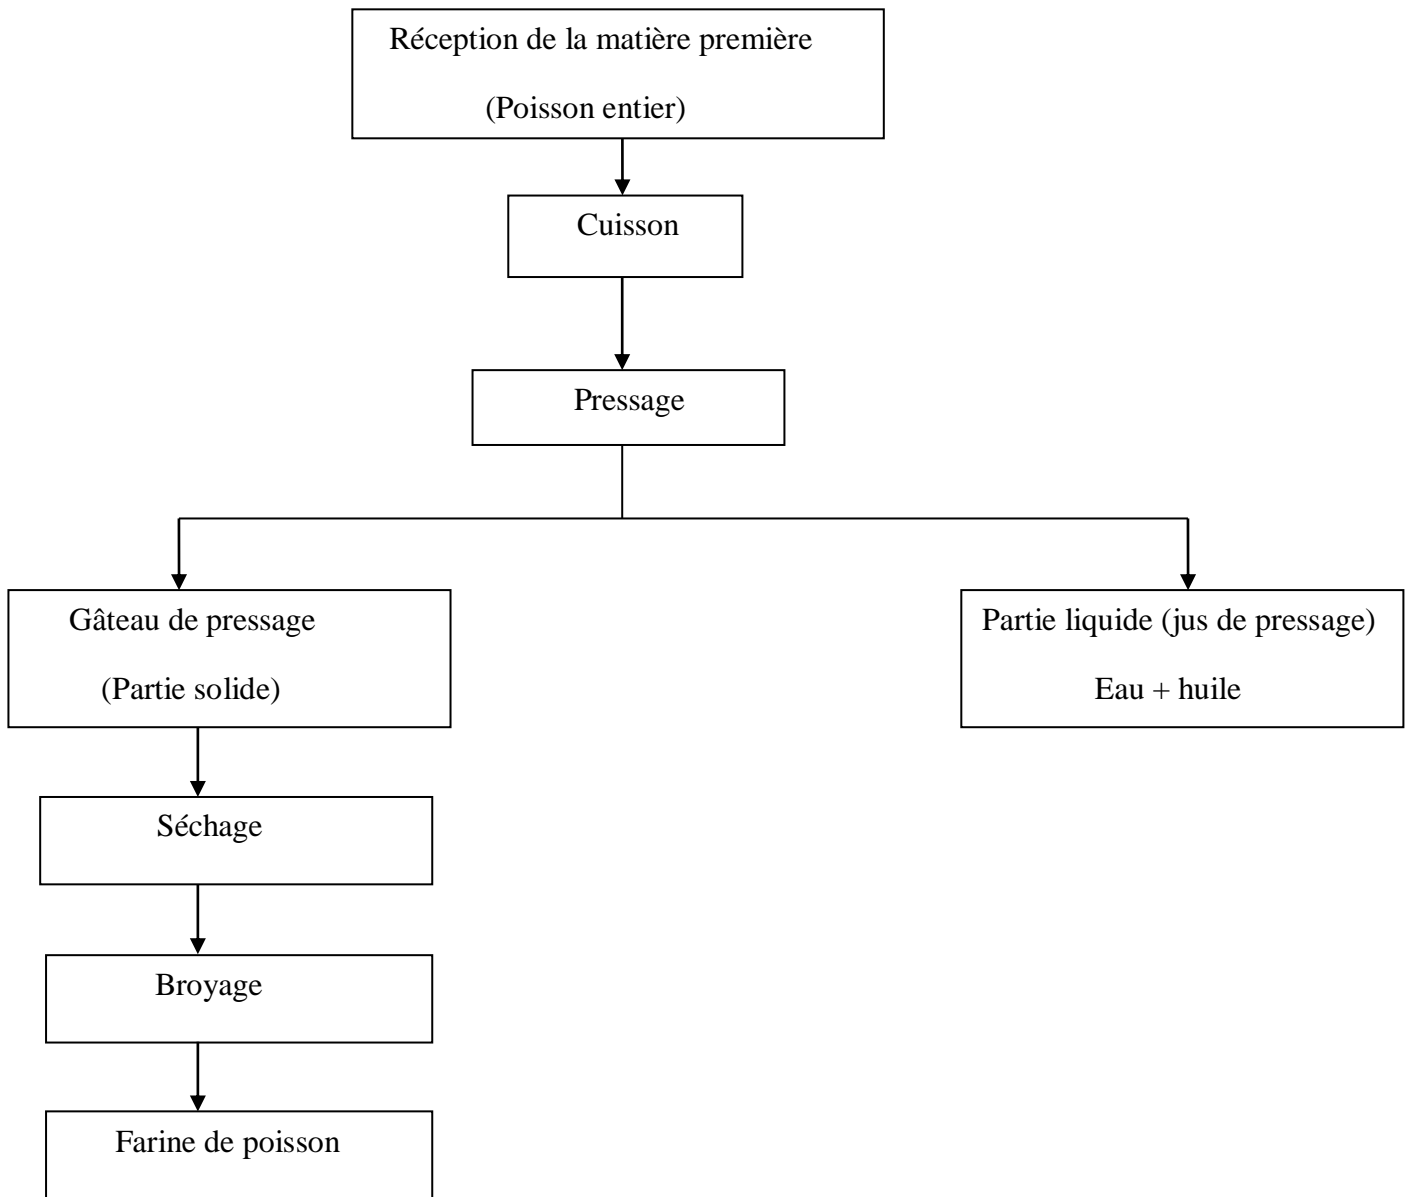 Réception de la matière première
(Poisson entier)
Cuisson
Pressage
Gâteau de pressage
(Partie solide)
Partie liquide (jus de pressage)
Eau + huile
Séchage
Broyage
Farine de poisson